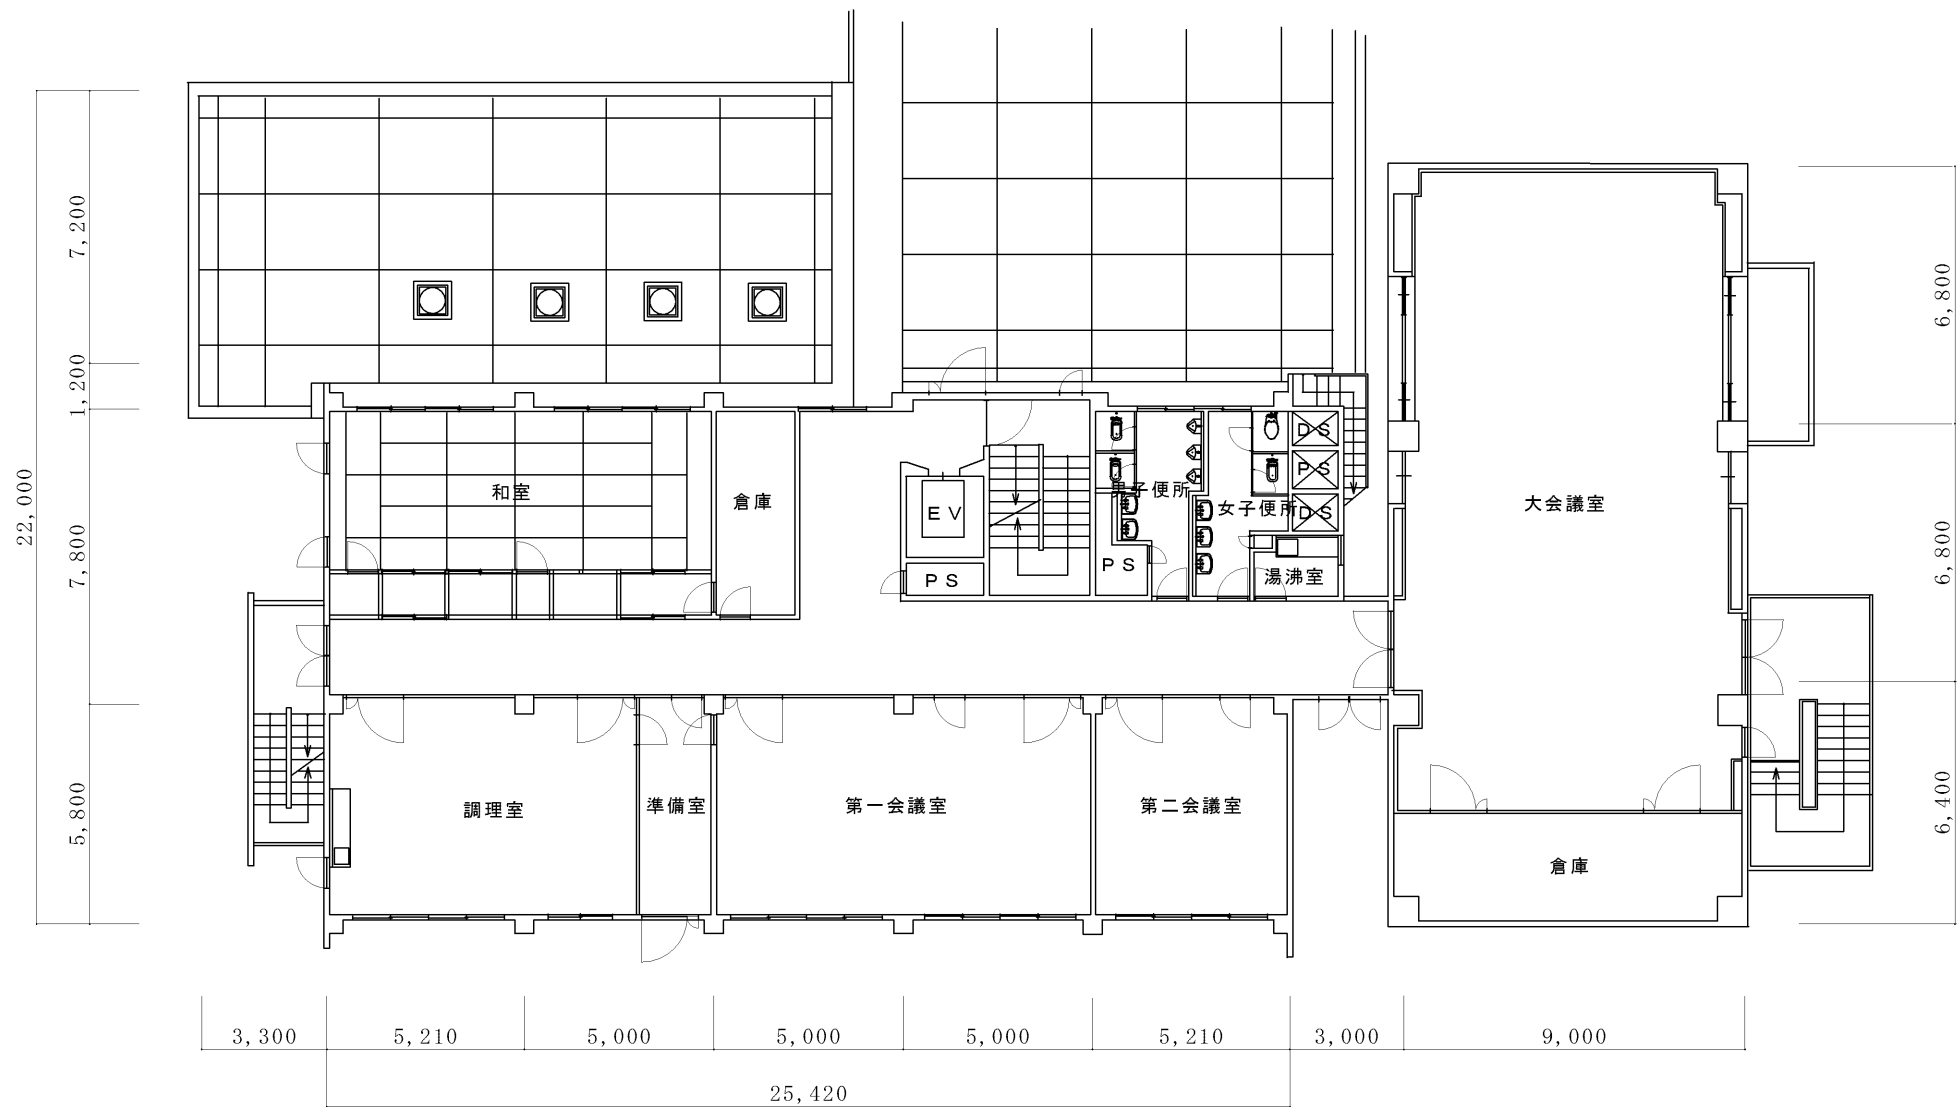 7,200
1,200
7,800
5,800
22,000
6,800
6,800
6,400
和室
倉庫
EV
PS
PS
男子便所
女子便所
DS
PS
DS
湯沸室
大会議室
調理室
準備室
第一会議室
第二会議室
倉庫
3,300
5,210
5,000
5,000
5,000
5,210
3,000
9,000
25,420